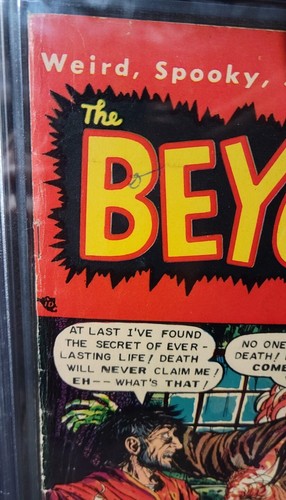 Weird, Spooky,
The
BEY
AT LAST I'VE FOUND
THE SECRET OF EVER-
LASTING LIFE! DEATH
WILL NEVER CLAIM ME!
EH-- WHAT'S THAT!
NO ONE
DEATH!
COME